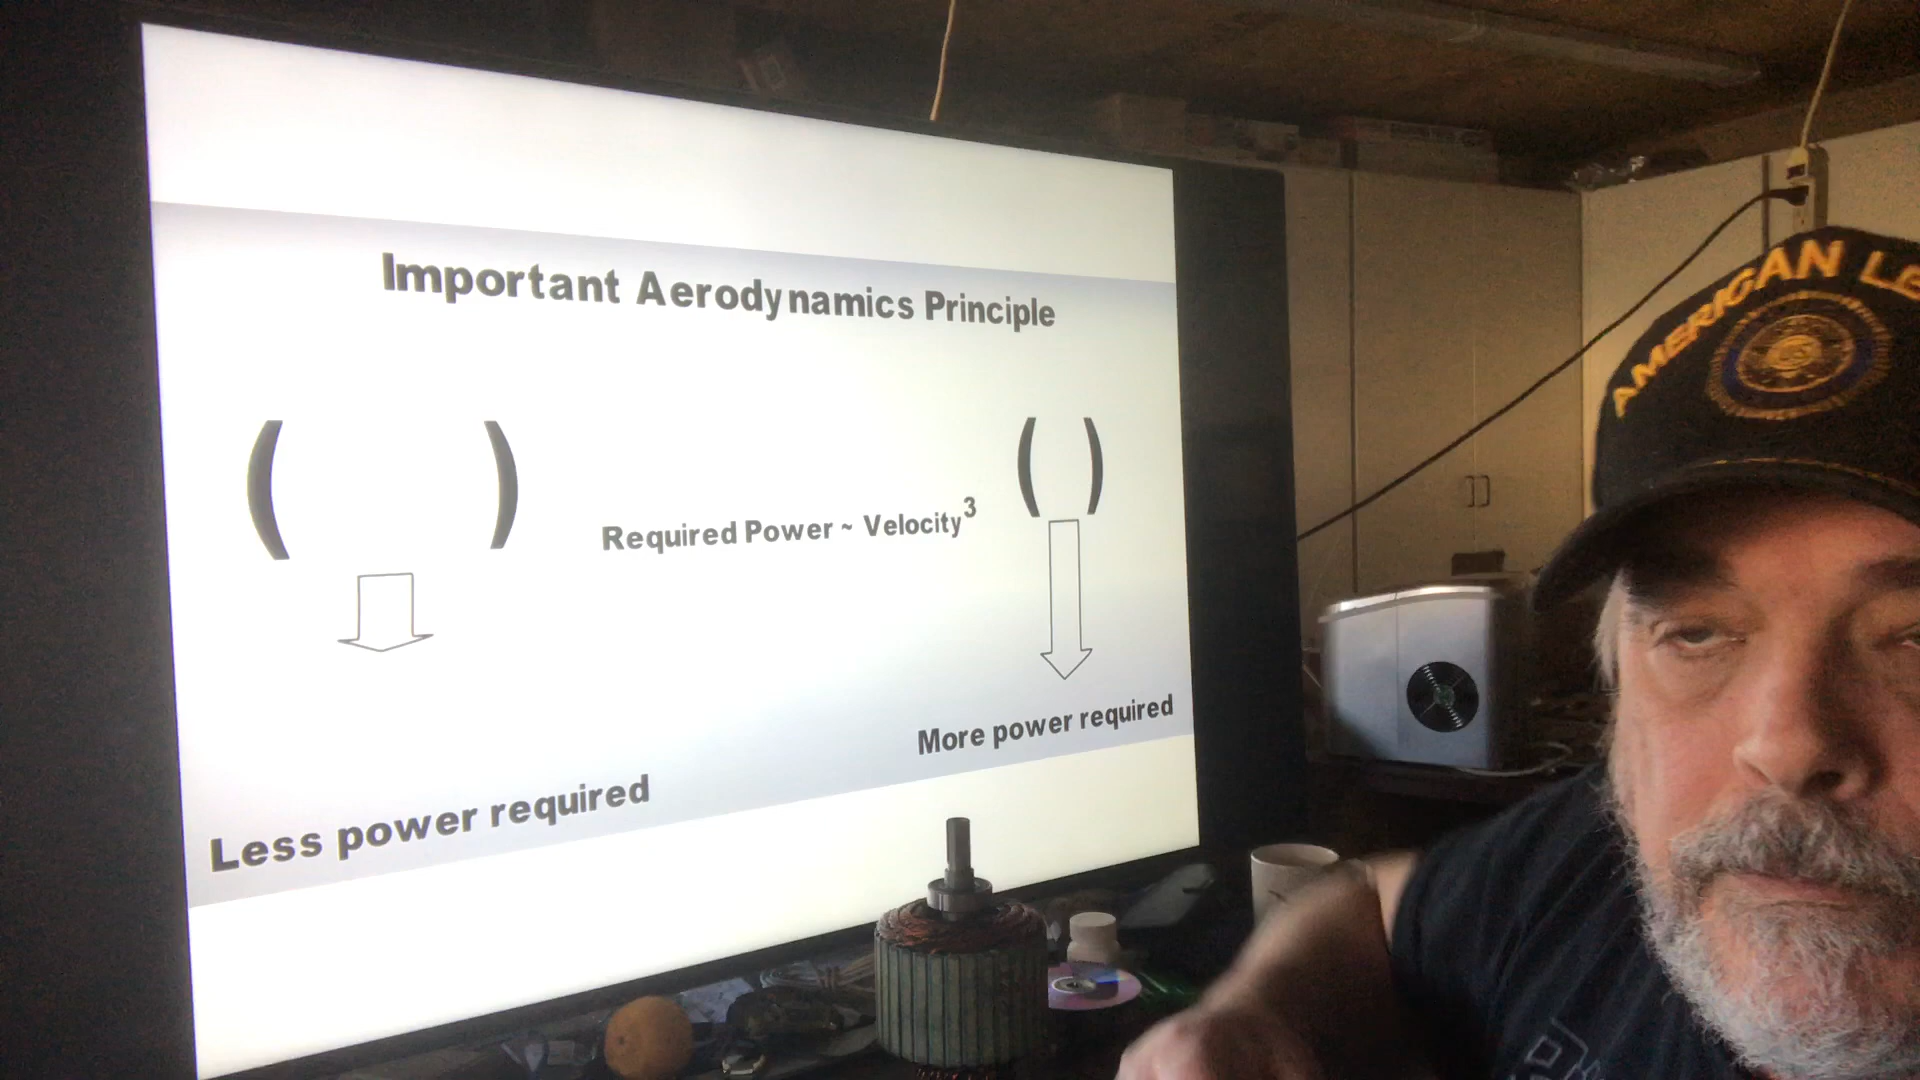 Important Aerodynamics Principle
( ) ( )
Required Power ~ Velocity³
More power required
Less power required
AMERICAN LE